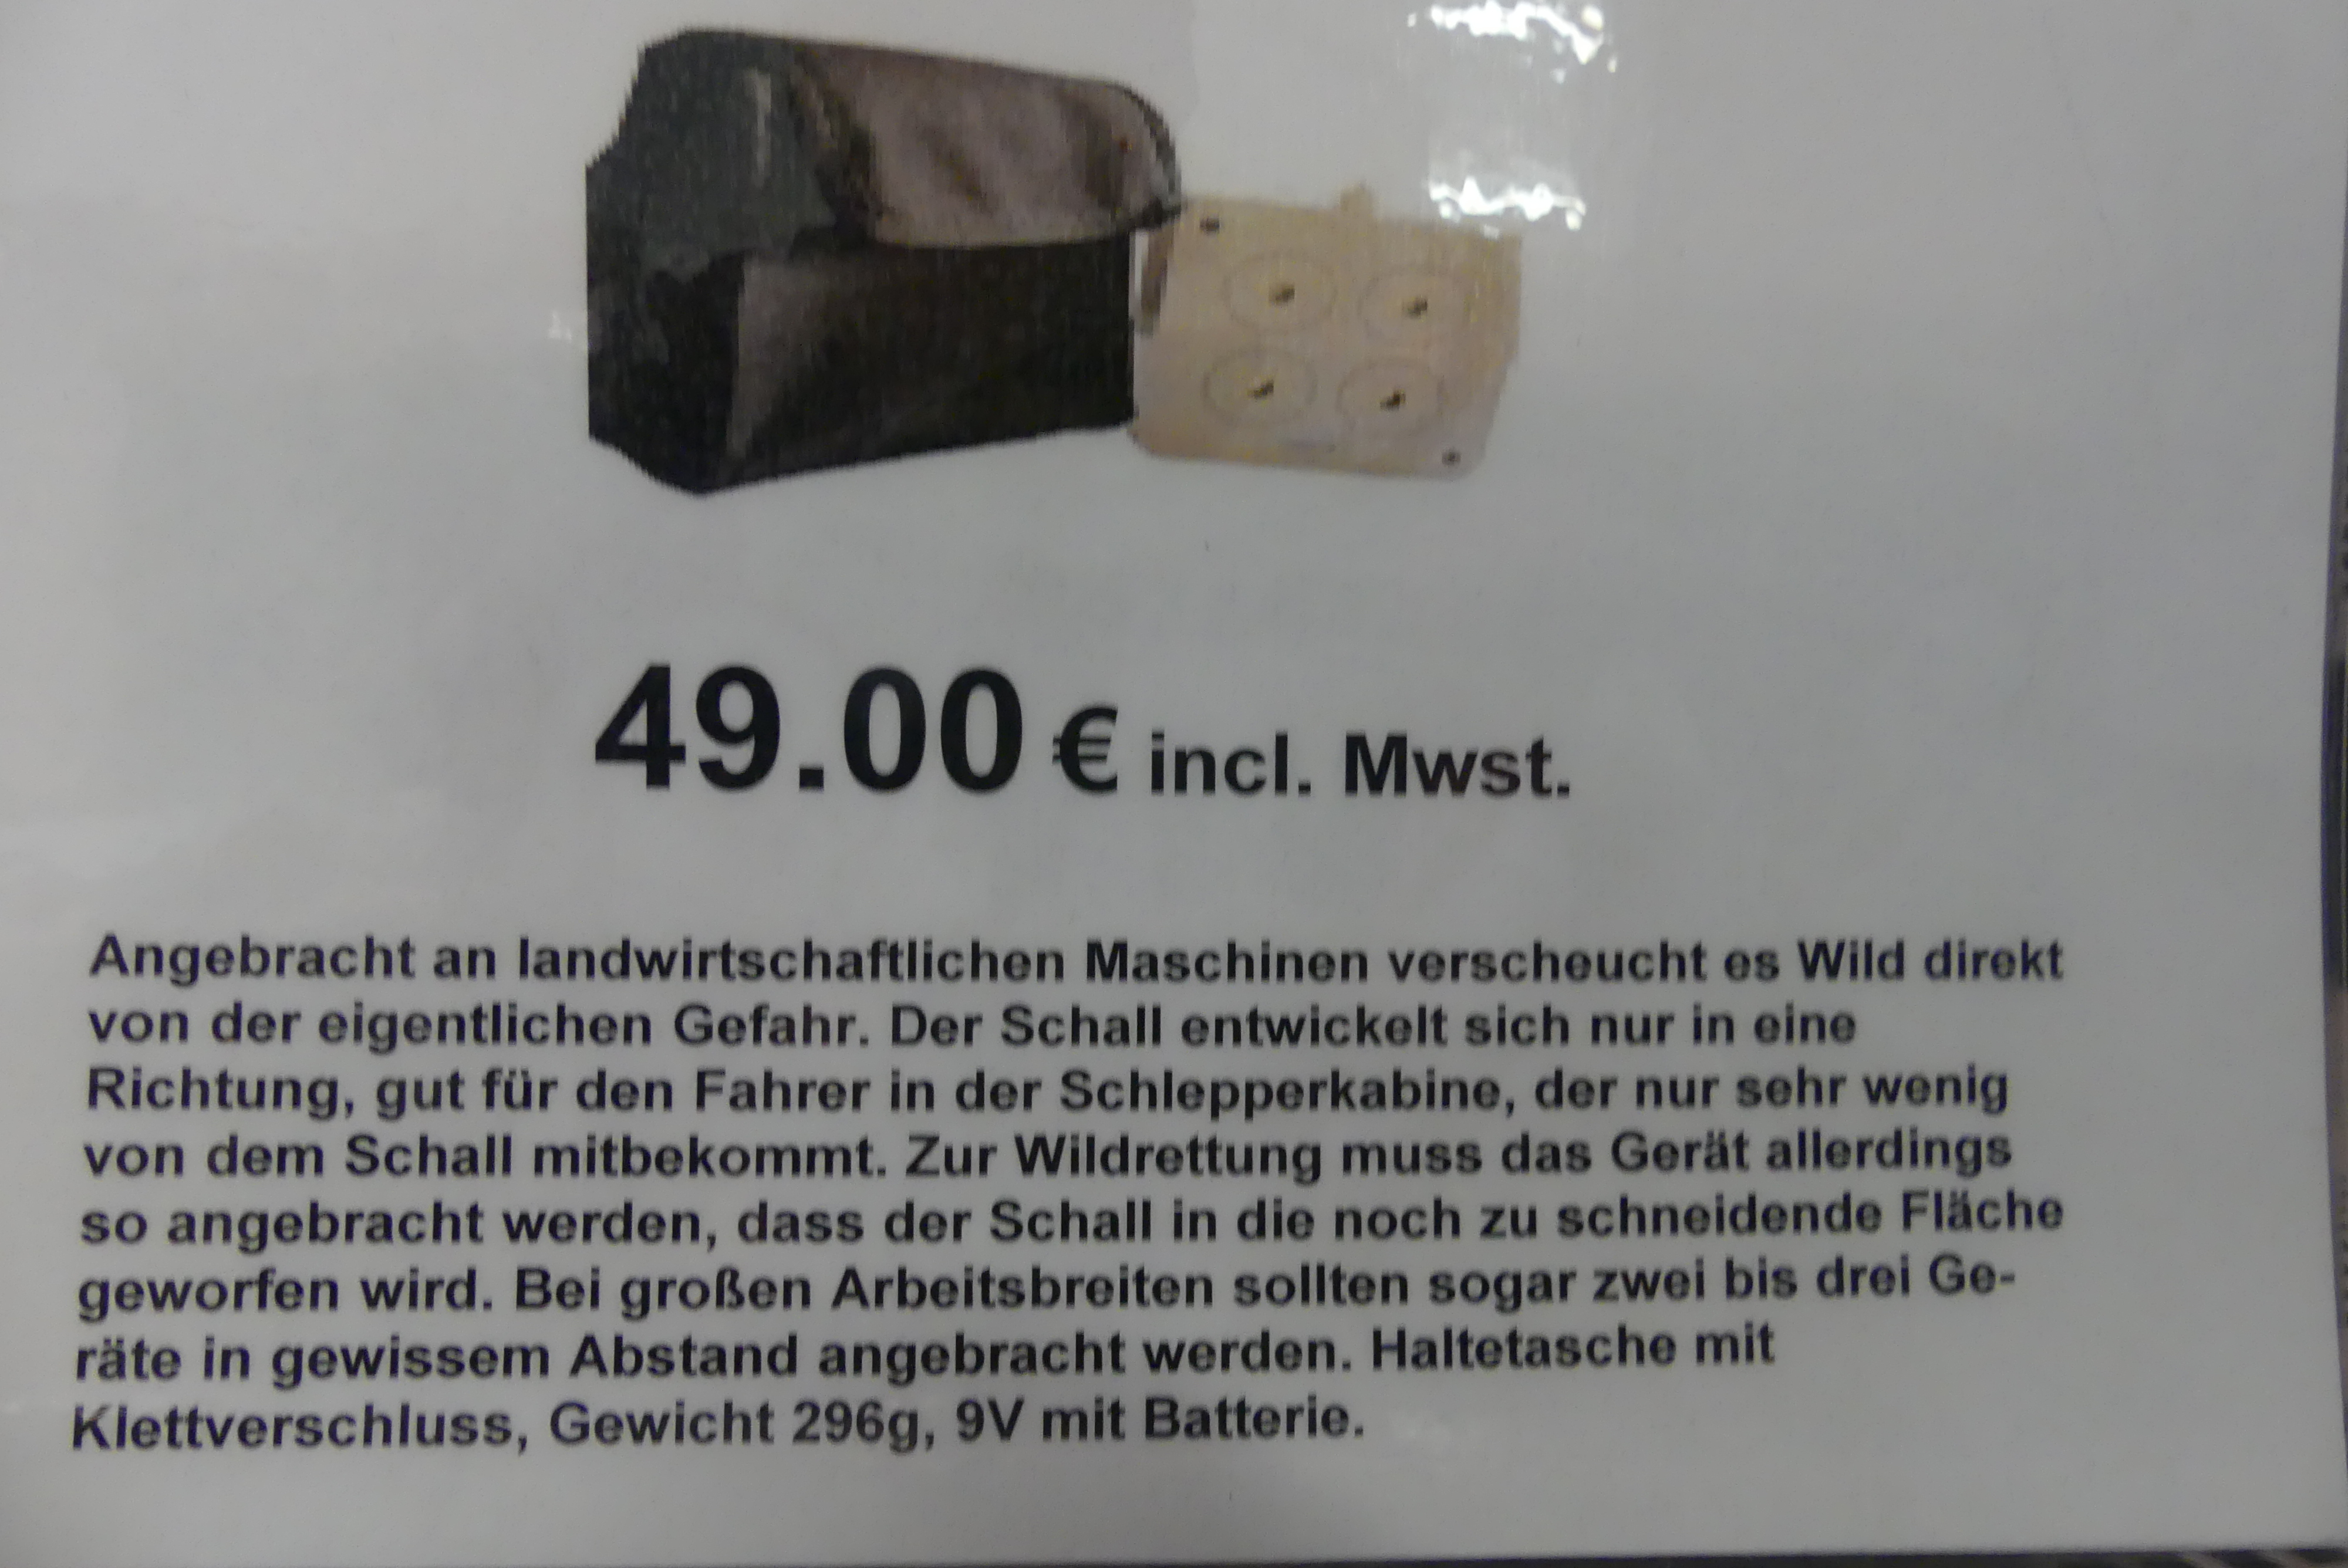 49.00 € incl. Mwst.
Angebracht an landwirtschaftlichen Maschinen verscheucht es Wild direkt
von der eigentlichen Gefahr. Der Schall entwickelt sich nur in eine
Richtung, gut für den Fahrer in der Schlepperkabine, der nur sehr wenig
von dem Schall mitbekommt. Zur Wildrettung muss das Gerät allerdings
so angebracht werden, dass der Schall in die noch zu schneidende Fläche
geworfen wird. Bei großen Arbeitsbreiten sollten sogar zwei bis drei Ge-
räte in gewissem Abstand angebracht werden. Haltetasche mit
Klettverschluss, Gewicht 296g, 9V mit Batterie.